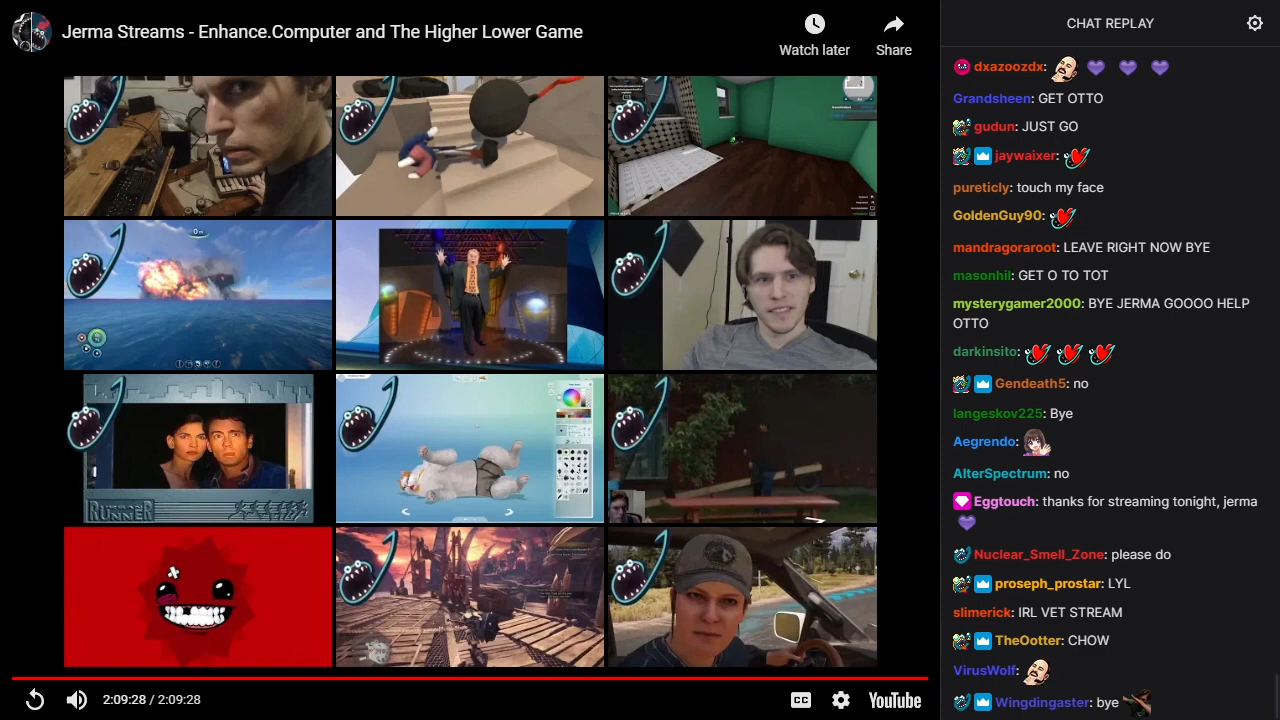 Jerma Streams - Enhance.Computer and The Higher Lower Game
Watch later
Share
0m
RUNNER
2:09:28 / 2:09:28
CC
YouTube
CHAT REPLAY
dxazoozdx:
Grandsheen: GET OTTO
gudun: JUST GO
jaywaixer:
pureticly: touch my face
GoldenGuy90:
mandragoraroot: LEAVE RIGHT NOW BYE
masonhil: GET O TO TOT
mysterygamer2000: BYE JERMA GOOOO HELP
OTTO
darkinsito:
Gendeath5: no
langeskov225: Bye
Aegrendo:
AlterSpectrum: no
Eggtouch: thanks for streaming tonight, jerma
Nuclear_Smell_Zone: please do
proseph_prostar: LYL
slimerick: IRL VET STREAM
TheOotter: CHOW
VirusWolf:
Wingdingaster: bye